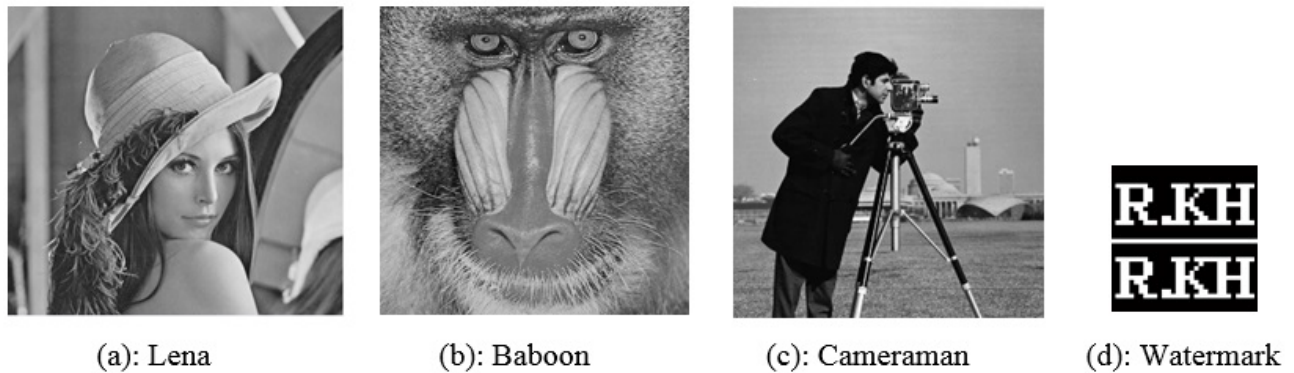 R.KH
R.KH
(a): Lena
(b): Baboon
(c): Cameraman
(d): Watermark